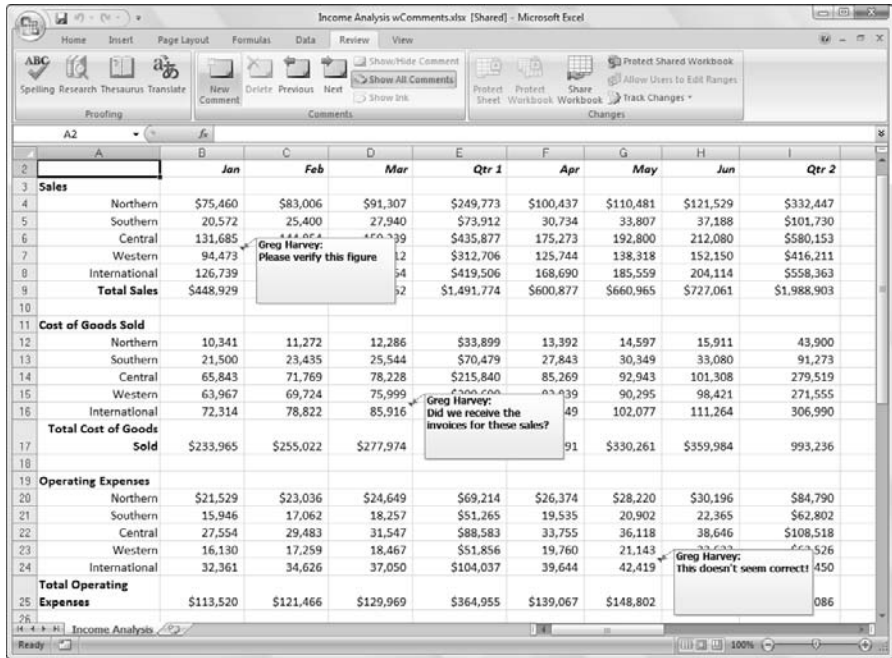 Income Analysis wComments.xlsx [Shared] - Microsoft Excel
Home Insert Page Layout Formulas Data Review View
ABC
Spelling Research Thesaurus Translate
New Comment Delete Previous Next
Show/Hide Comment
Show All Comments
Show Ink
Protect Sheet Protect Workbook Share Workbook
Protect Shared Workbook
Allow Users to Edit Ranges
Track Changes
Proofing Comments Changes
A2 fx
A B C D E F G H I
2 Jan Feb Mar Qtr 1 Apr May Jun Qtr 2
3 Sales
4 Northern $75,460 $83,006 $91,307 $249,773 $100,437 $110,481 $121,529 $332,447
5 Southern 20,572 25,400 27,940 $73,912 30,734 33,807 37,188 $101,730
6 Central 131,685 $435,877 175,273 192,800 212,080 $580,153
7 Western 94,473 12 $312,706 125,744 138,318 152,150 $416,211
8 International 126,739 54 $419,506 168,690 185,559 204,114 $558,363
9 Total Sales $448,929 52 $1,491,774 $600,877 $660,965 $727,061 $1,988,903
Greg Harvey:
Please verify this figure
10
11 Cost of Goods Sold
12 Northern 10,341 11,272 12,286 $33,899 13,392 14,597 15,911 43,900
13 Southern 21,500 23,435 25,544 $70,479 27,843 30,349 33,080 91,273
14 Central 65,843 71,769 78,228 $215,840 85,269 92,943 101,308 279,519
15 Western 63,967 69,724 75,999 90,295 98,421 271,555
16 International 72,314 78,822 85,916 49 102,077 111,264 306,990
Total Cost of Goods
17 Sold $233,965 $255,022 $277,974 91 $330,261 $359,984 993,236
Greg Harvey:
Did we receive the
invoices for these sales?
18
19 Operating Expenses
20 Northern $21,529 $23,036 $24,649 $69,214 $26,374 $28,220 $30,196 $84,790
21 Southern 15,946 17,062 18,257 $51,265 19,535 20,902 22,365 $62,802
22 Central 27,554 29,483 31,547 $88,583 33,755 36,118 38,646 $108,518
23 Western 16,130 17,259 18,467 $51,856 19,760 21,143 526
24 International 32,361 34,626 37,050 $104,037 39,644 42,419 450
Total Operating
25 Expenses $113,520 $121,466 $129,969 $364,955 $139,067 $148,802 086
Greg Harvey:
This doesn't seem correct!
26
Income Analysis
Ready 100%